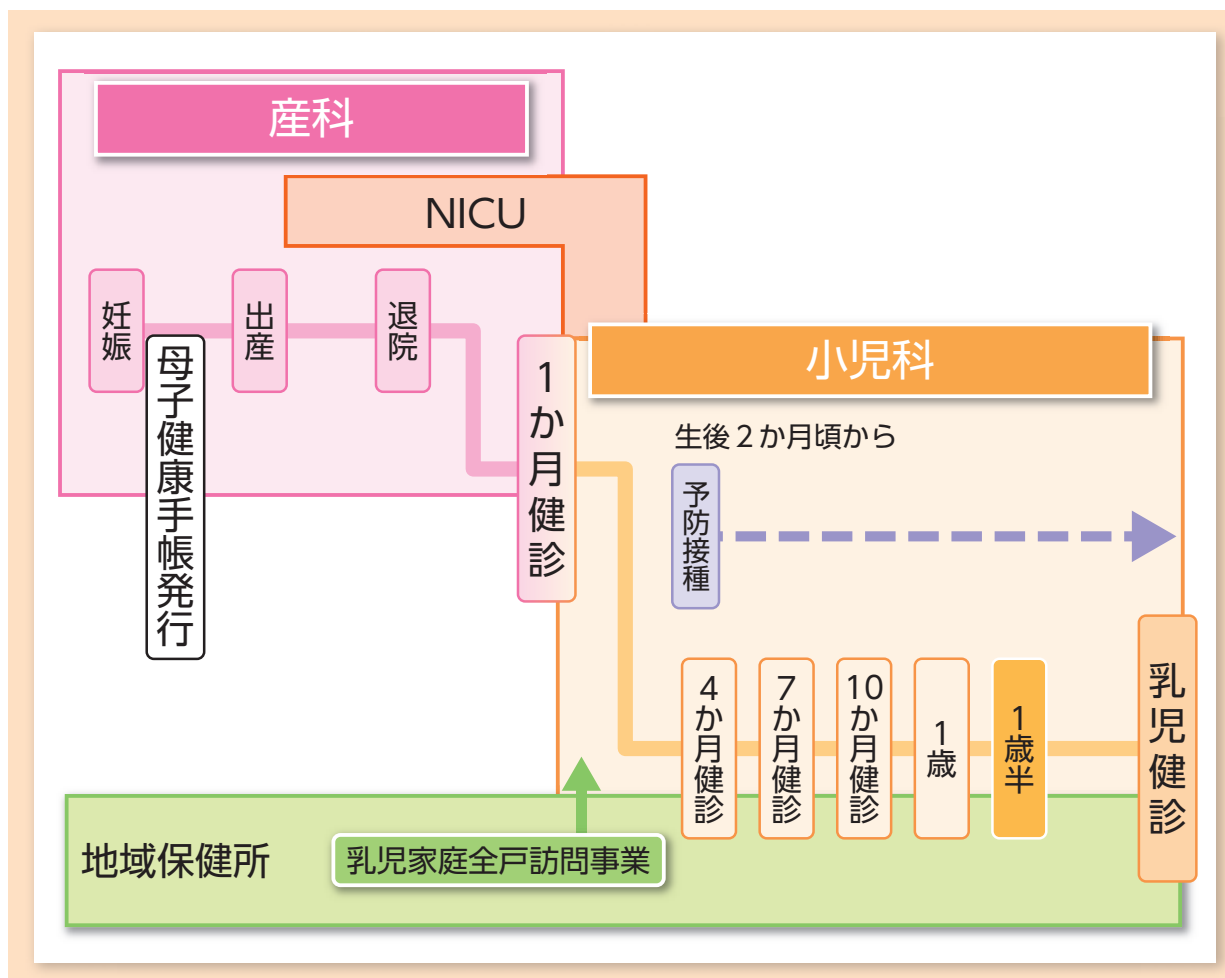 産科
NICU
妊娠
母子健康手帳発行
出産
退院
1か月健診
小児科
生後2か月頃から
予防接種
4か月健診
7か月健診
10か月健診
1歳
1歳半
乳児健診
地域保健所
乳児家庭全戸訪問事業